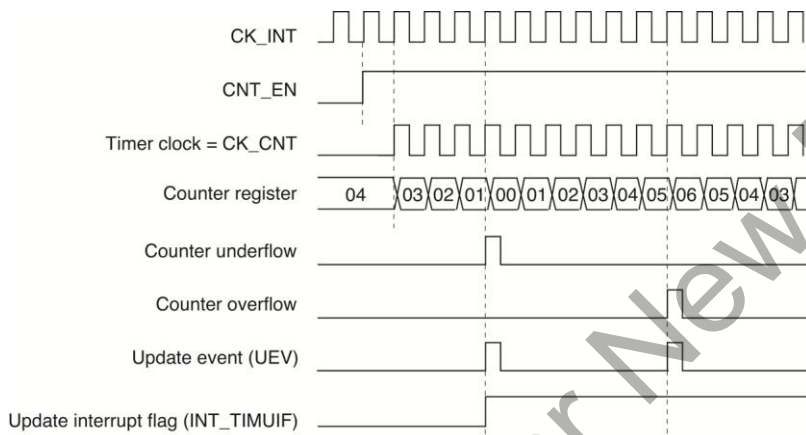 CK_INT
CNT_EN
Timer clock = CK_CNT
Counter register 04 03 02 01 00 01 02 03 04 05 06 05 04 03
Counter underflow
Counter overflow
Update event (UEV)
Update interrupt flag (INT_TIMUIF)
r New